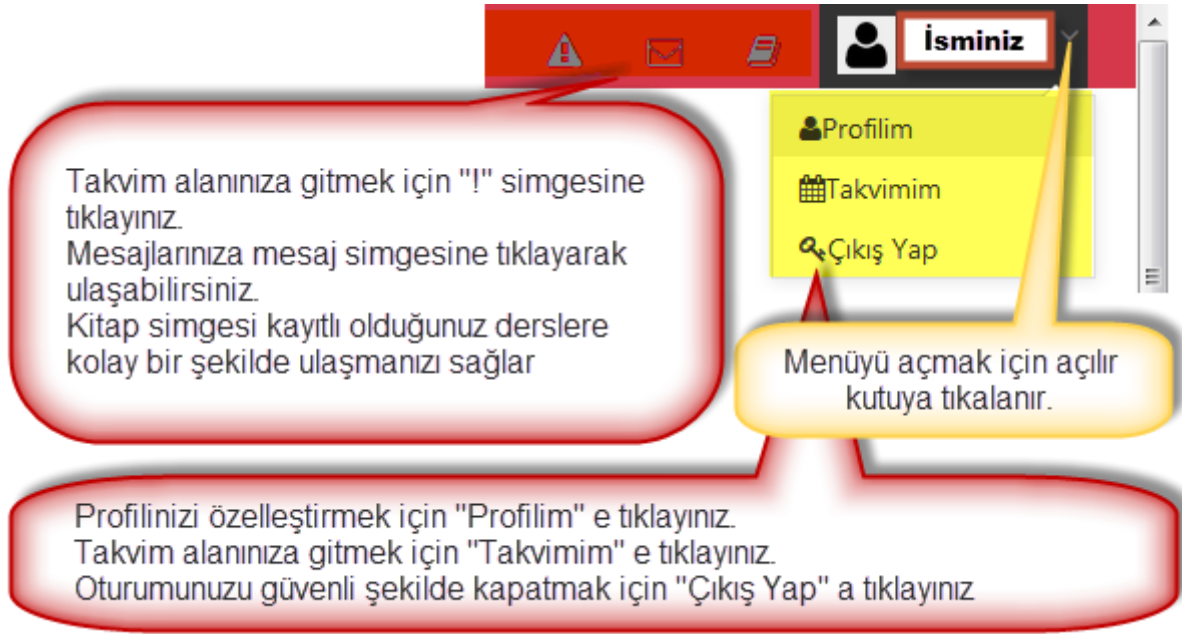 İsminiz
Profilim
Takvimim
Çıkış Yap
Takvim alanınıza gitmek için "!" simgesine
tıklayınız.
Mesajlarınıza mesaj simgesine tıklayarak
ulaşabilirsiniz.
Kitap simgesi kayıtlı olduğunuz derslere
kolay bir şekilde ulaşmanızı sağlar
Menüyü açmak için açılır
kutuya tıkalanır.
Profilinizi özelleştirmek için "Profilim" e tıklayınız.
Takvim alanınıza gitmek için "Takvimim" e tıklayınız.
Oturumunuzu güvenli şekilde kapatmak için "Çıkış Yap" a tıklayınız